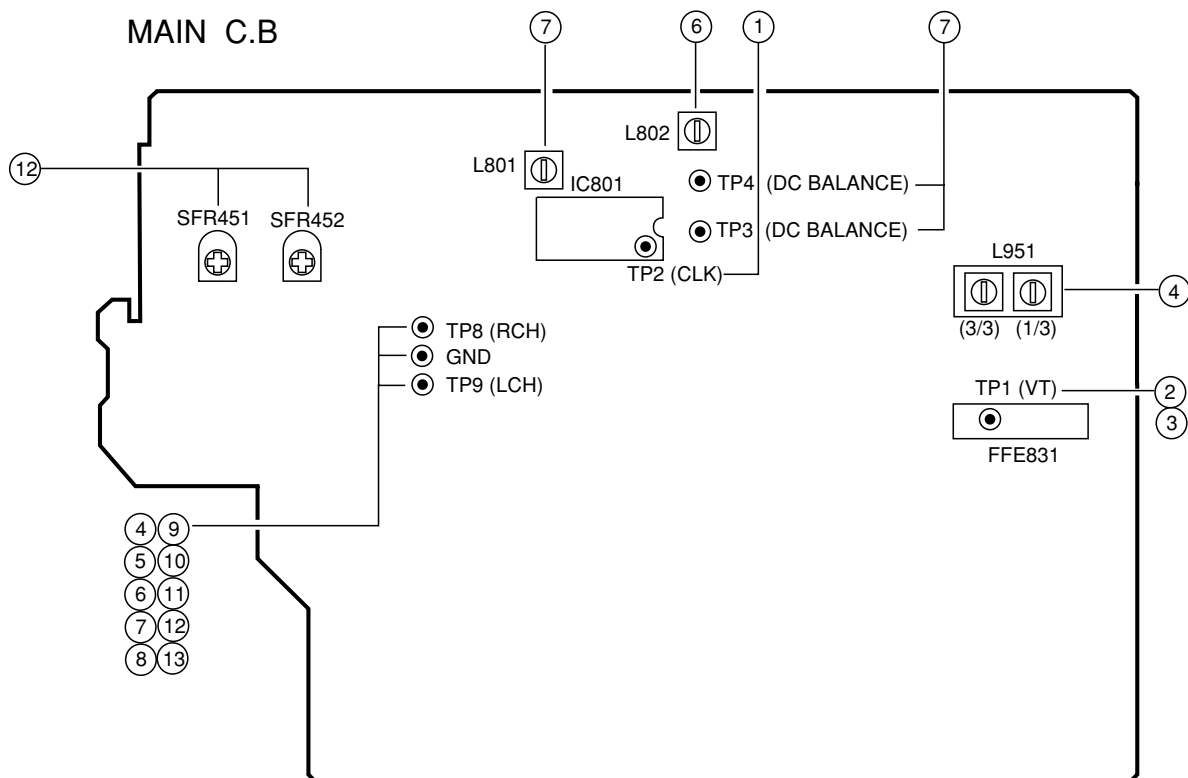 MAIN C.B
7 6 1 7
L802
L801
IC801
12
TP4 (DC BALANCE)
SFR451 SFR452
TP3 (DC BALANCE)
TP2 (CLK)
L951
4
(3/3) (1/3)
TP8 (RCH)
GND
TP9 (LCH)
TP1 (VT)
2
3
FFE831
4 9
5 10
6 11
7 12
8 13